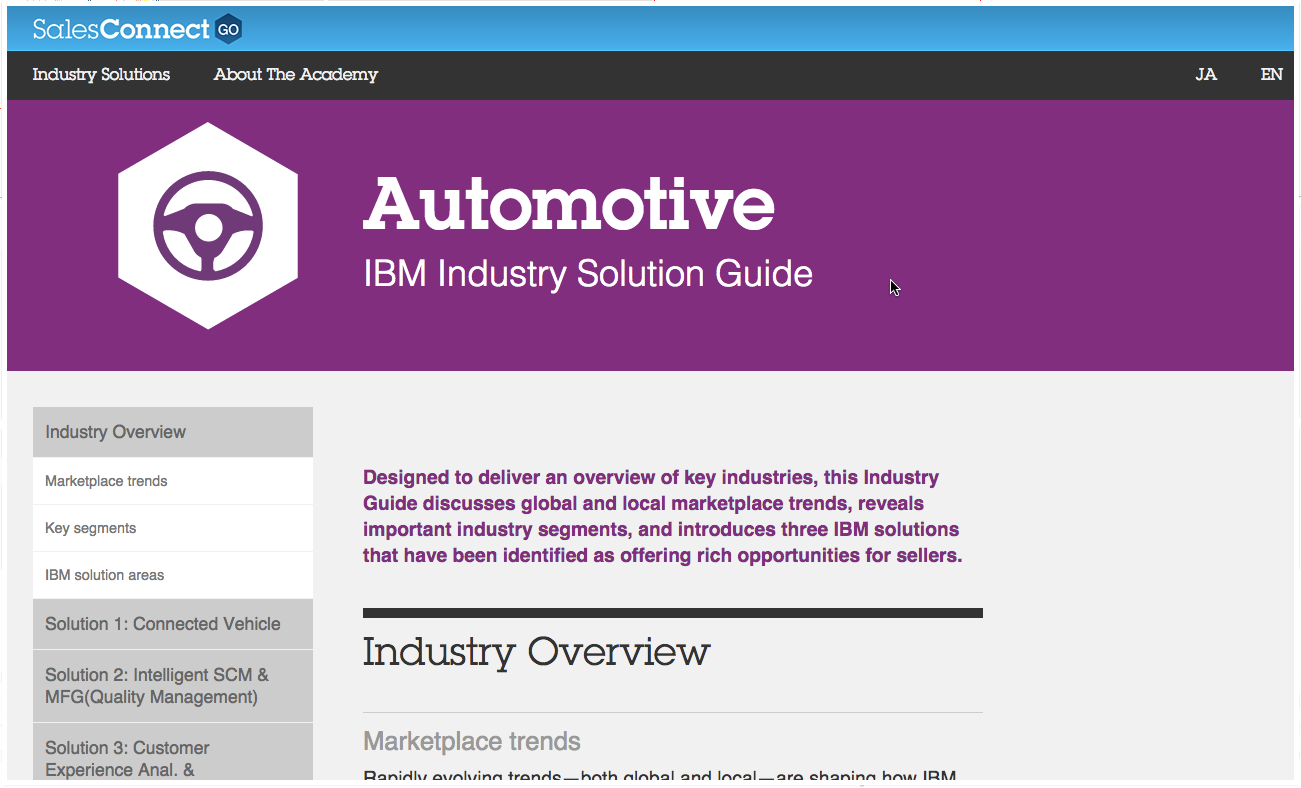 SalesConnect GO
Industry Solutions About The Academy JA EN
Automotive
IBM Industry Solution Guide
Industry Overview
Marketplace trends
Key segments
IBM solution areas
Solution 1: Connected Vehicle
Solution 2: Intelligent SCM &
MFG(Quality Management)
Solution 3: Customer
Experience Anal. &
Designed to deliver an overview of key industries, this Industry
Guide discusses global and local marketplace trends, reveals
important industry segments, and introduces three IBM solutions
that have been identified as offering rich opportunities for sellers.
Industry Overview
Marketplace trends
Rapidly evolving trends—both global and local—are shaping how IBM